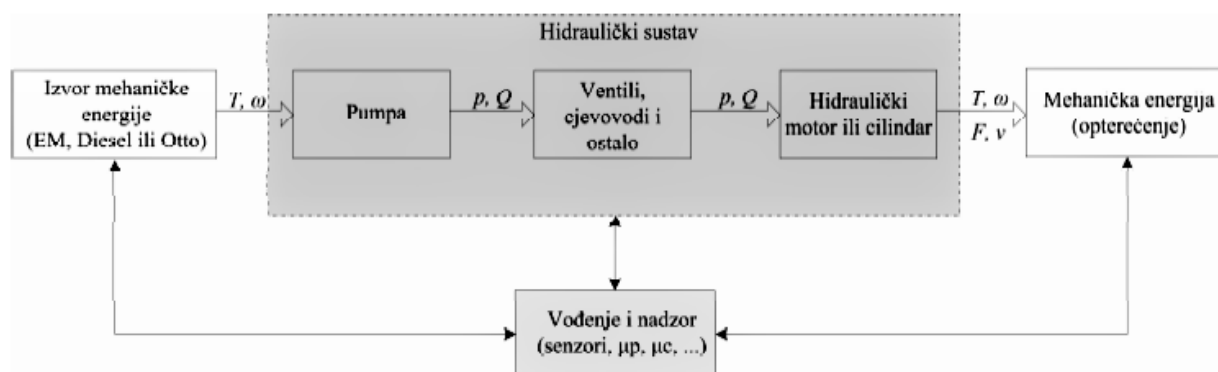 Hidraulički sustav
Izvor mehaničke
energije
(EM, Diesel ili Otto)
T, ω
Pumpa
p, Q
Ventili,
cjevovodi i
ostalo
p, Q
Hidraulički
motor ili cilindar
T, ω
F, v
Mehanička energija
(opterećenje)
Vođenje i nadzor
(senzori, μp, μc, ...)